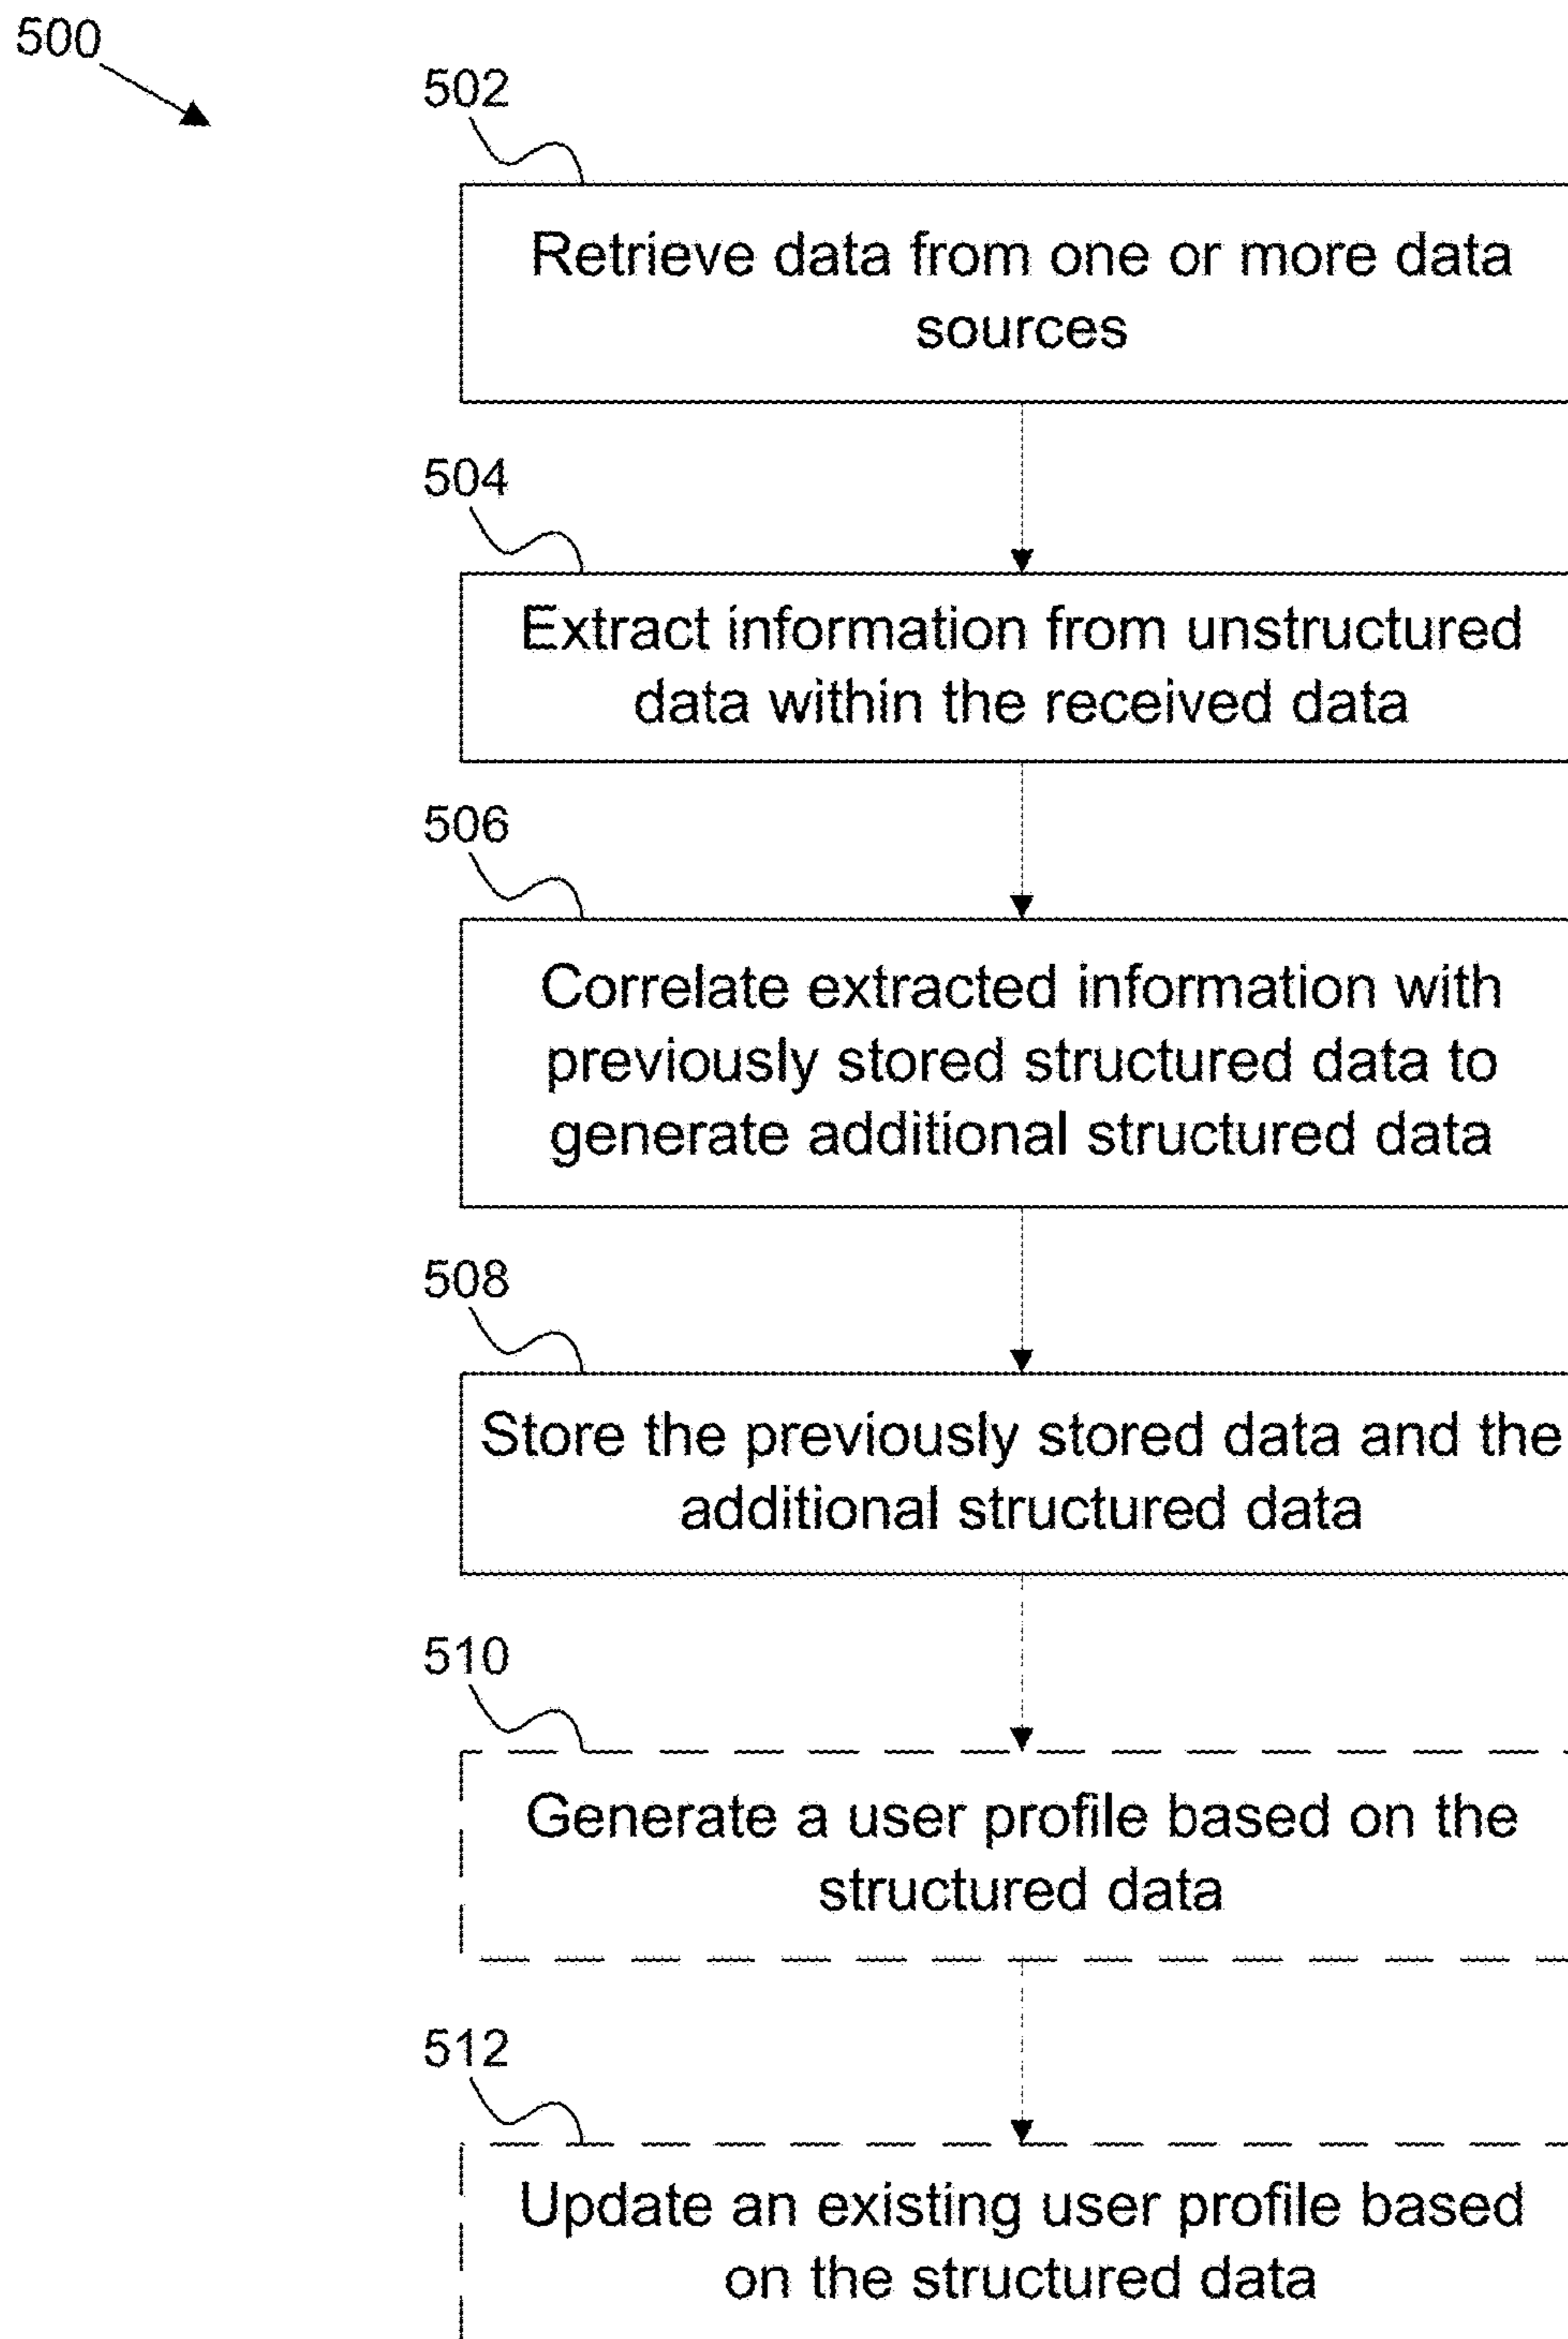 500
502
Retrieve data from one or more data
sources
504
Extract information from unstructured
data within the received data
506
Correlate extracted information with
previously stored structured data to
generate additional structured data
508
Store the previously stored data and the
additional structured data
510
Generate a user profile based on the
structured data
512
Update an existing user profile based
on the structured data